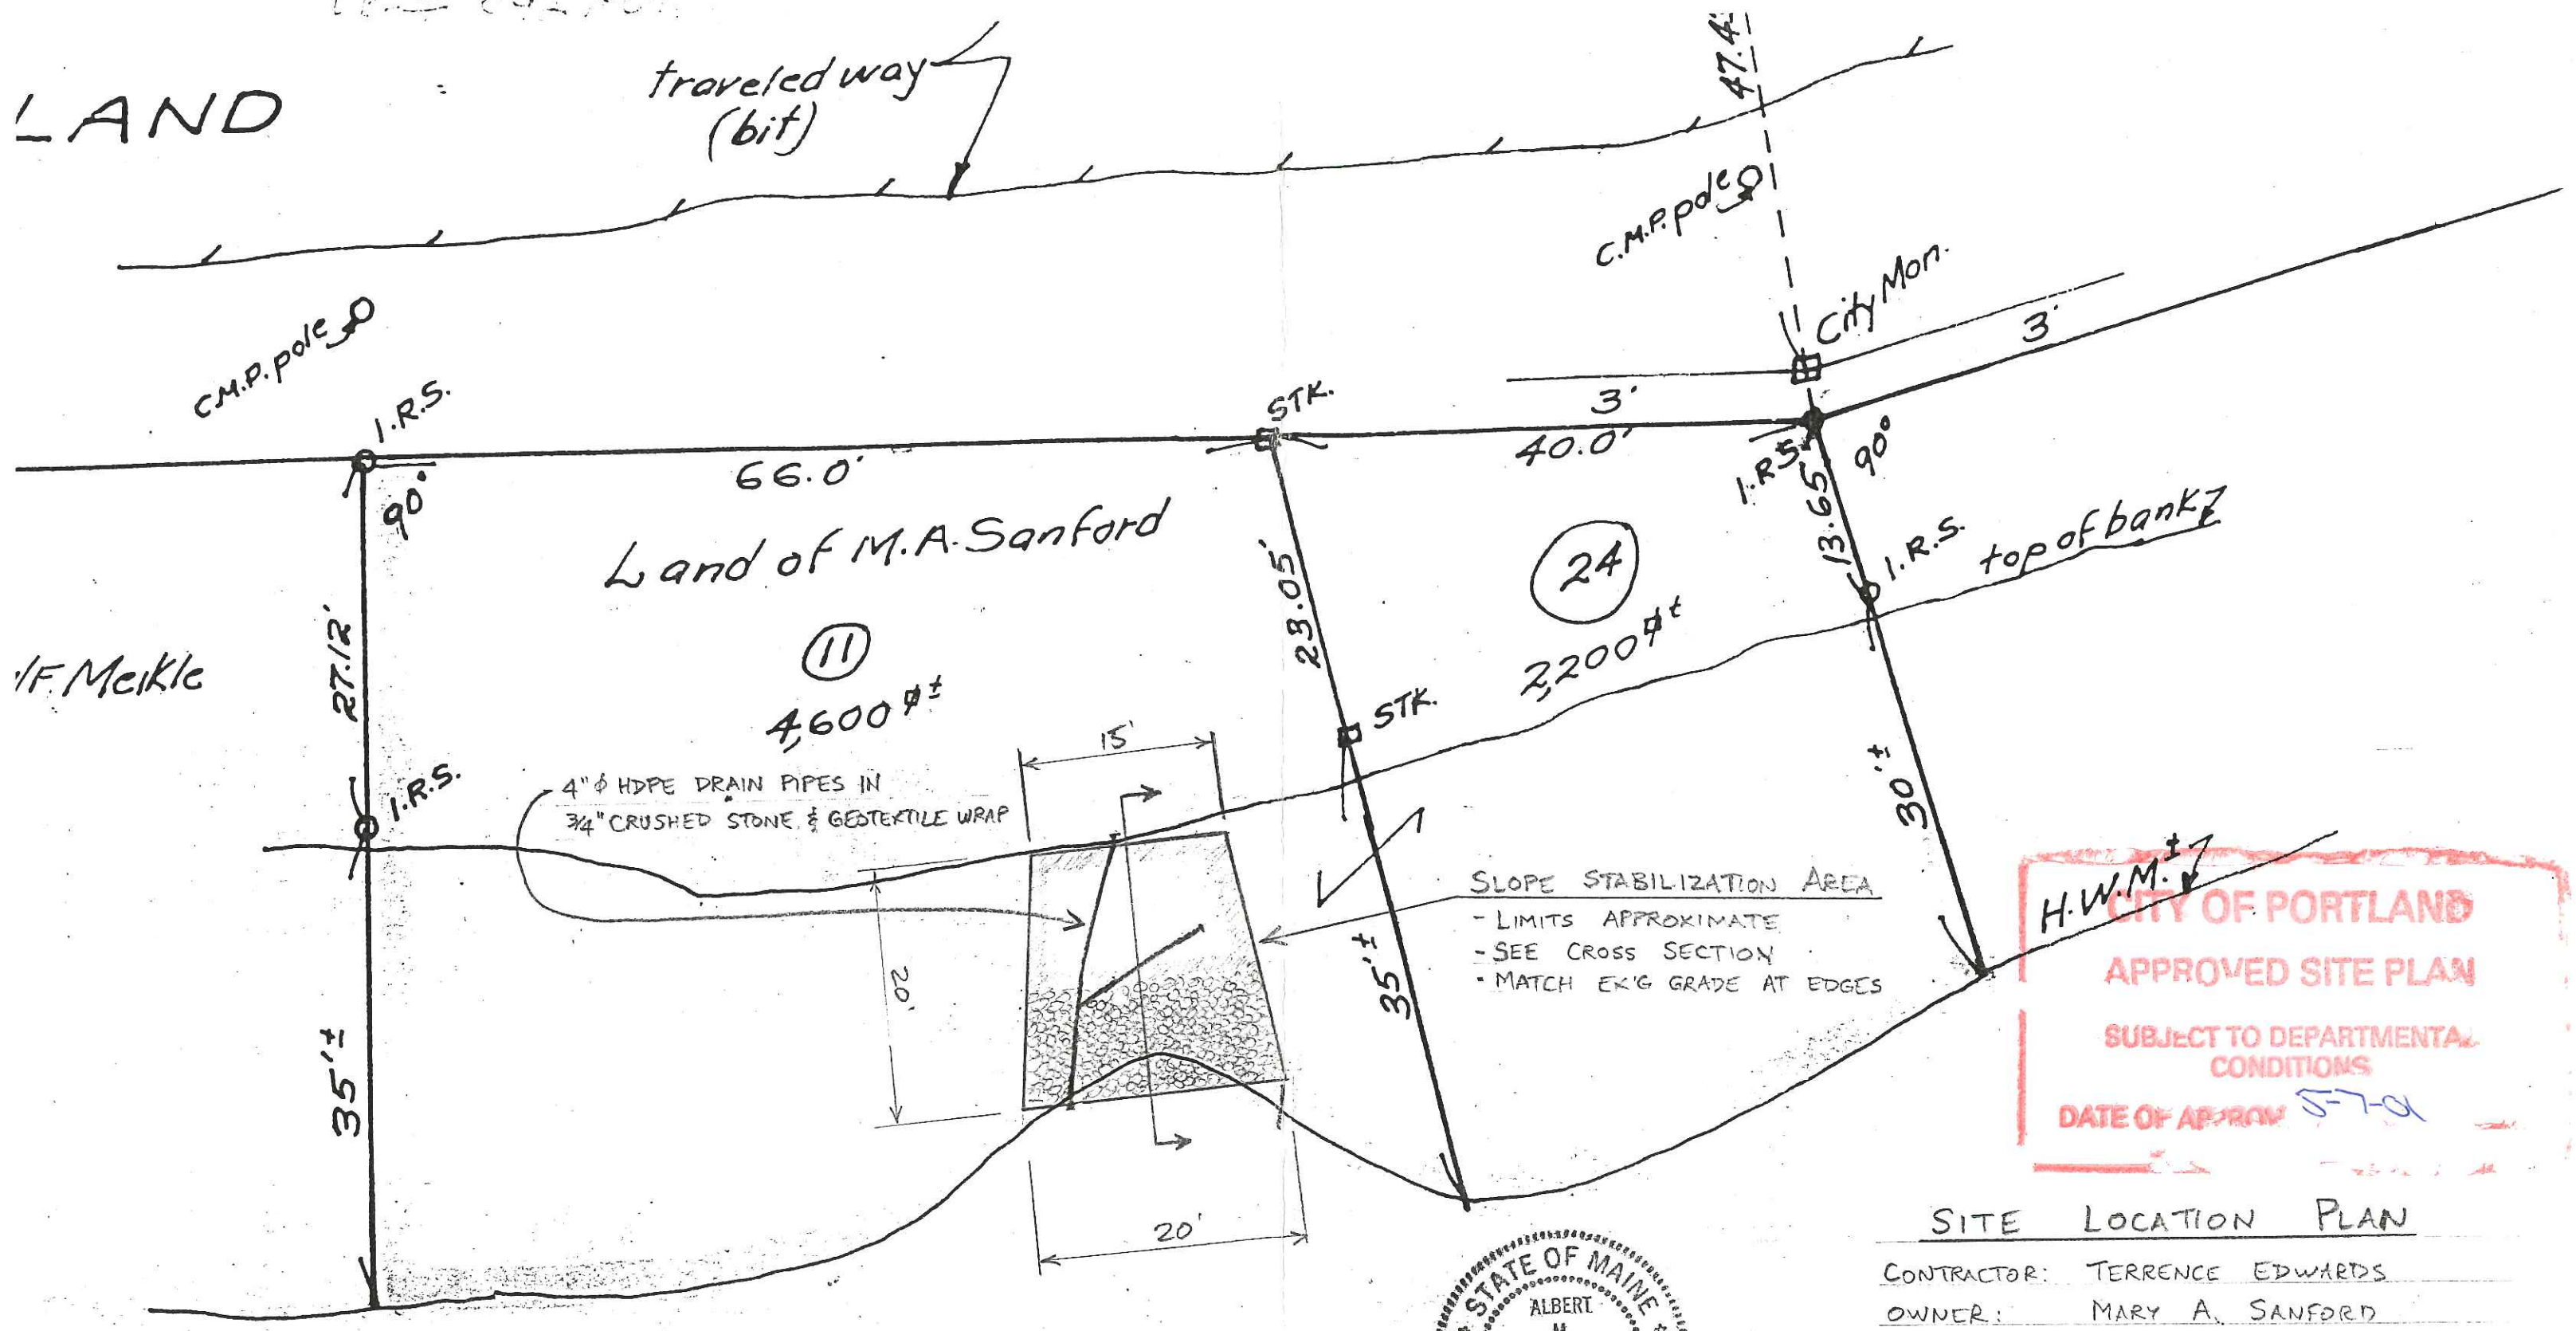 LAND
traveled way
(bit)
47.4
C.M.P. pole
C.M.P. pole
City Mon.
3'
3'
I.R.S.
STK.
66.0'
40.0'
I.R.S.
90°
90°
13.65'
Land of M.A. Sanford
I.R.S.
top of bank
24
2,200 ⌗±
23.05'
27.12'
11
4,600 ⌗±
/F. Meikle
STK.
15'
30'±
I.R.S.
4"⌀ HDPE DRAIN PIPES IN
3/4" CRUSHED STONE & GEOTEXTILE WRAP
SLOPE STABILIZATION AREA
- LIMITS APPROXIMATE
- SEE CROSS SECTION
- MATCH EX'G GRADE AT EDGES
20'
35'±
35'±
20'
H.W.M.±
CITY OF PORTLAND
APPROVED SITE PLAN
SUBJECT TO DEPARTMENTAL
CONDITIONS
DATE OF APPROV 5-7-01
SITE LOCATION PLAN
CONTRACTOR: TERRENCE EDWARDS
OWNER: MARY A. SANFORD
STATE OF MAINE
ALBERT
M